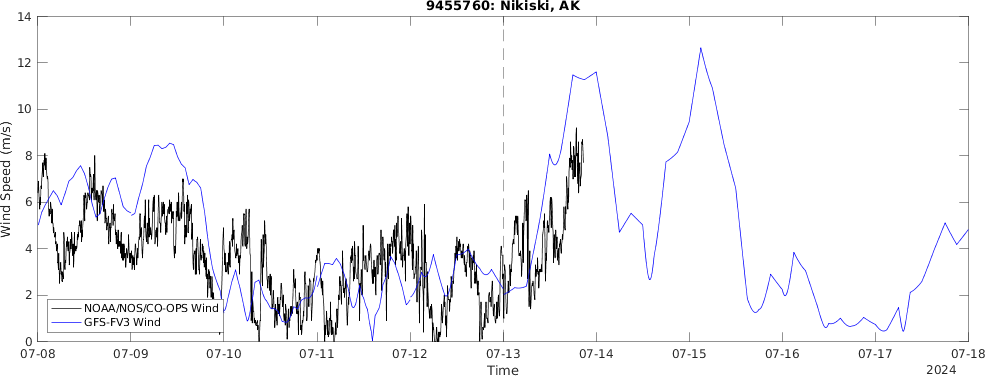 9455760: Nikiski, AK
Wind Speed (m/s)
14
12
10
8
6
4
2
0
NOAA/NOS/CO-OPS Wind
GFS-FV3 Wind
07-08 07-09 07-10 07-11 07-12 07-13 07-14 07-15 07-16 07-17 07-18
Time
2024